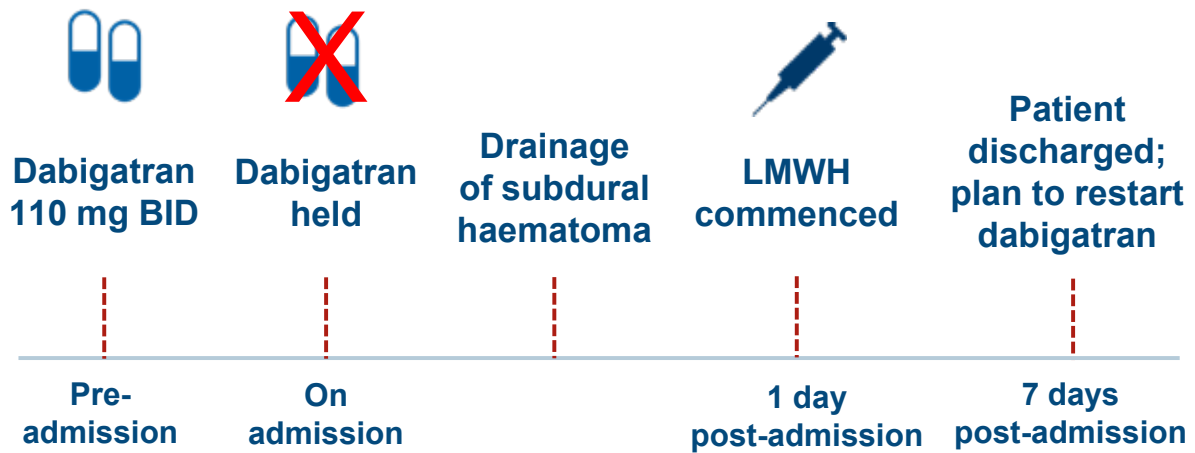 Dabigatran
110 mg BID
Dabigatran
held
Drainage
of subdural
haematoma
LMWH
commenced
Patient
discharged;
plan to restart
dabigatran
Pre-
admission
On
admission
1 day
post-admission
7 days
post-admission